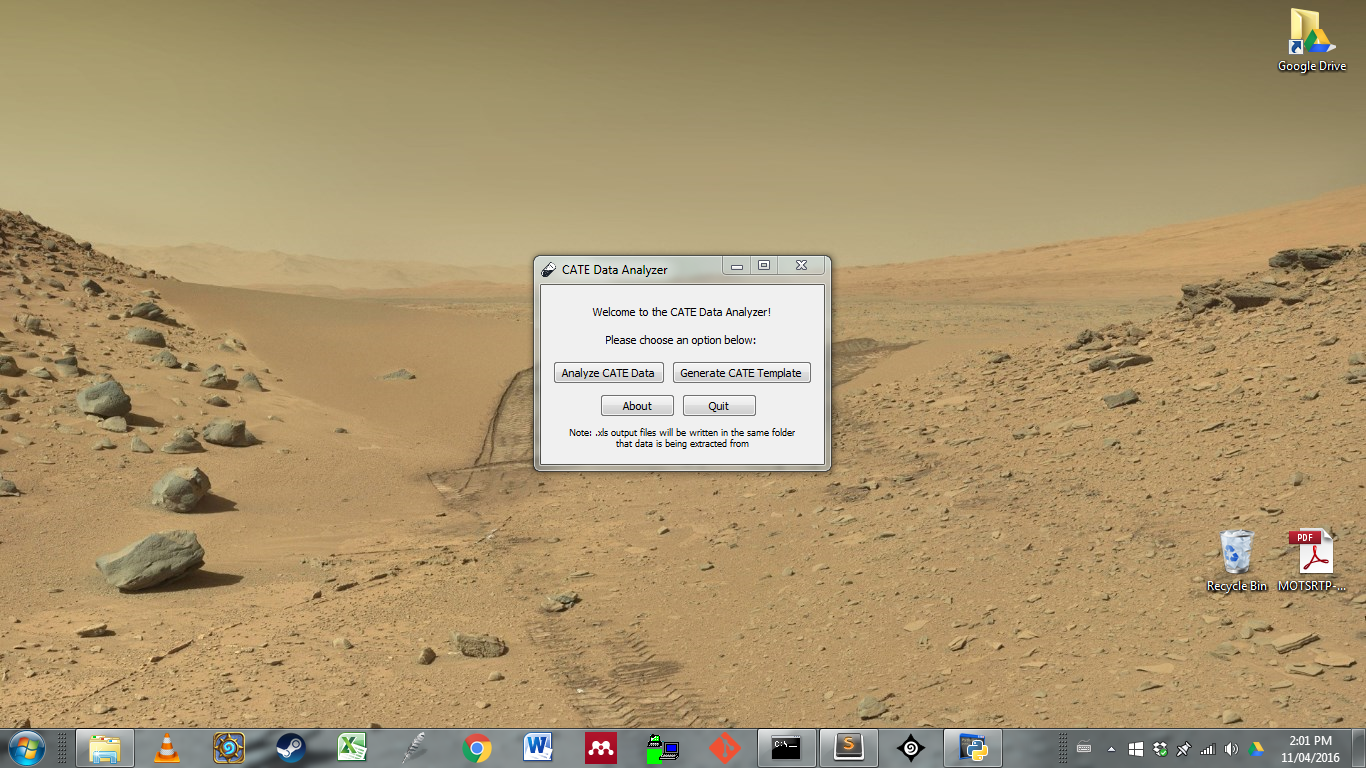 Google Drive
CATE Data Analyzer
Welcome to the CATE Data Analyzer!
Please choose an option below:
Analyze CATE Data
Generate CATE Template
About
Quit
Note: .xls output files will be written in the same folder
that data is being extracted from
PDF
Recycle Bin
MOTSRTP-...
C:\_
2:01 PM
11/04/2016